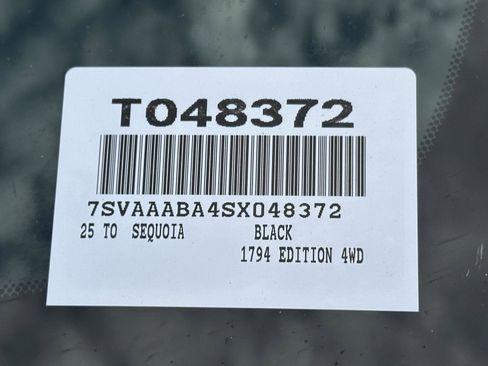 T048372
7SVAAABA4SX048372
25 TO SEQUOIA BLACK
1794 EDITION 4WD